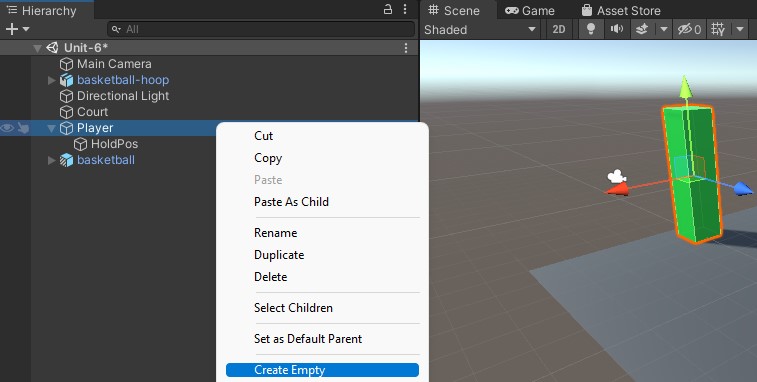 Hierarchy
Scene
Game
Asset Store
All
Shaded
2D
0
Unit-6*
Main Camera
basketball-hoop
Directional Light
Court
Player
HoldPos
basketball
Cut
Copy
Paste
Paste As Child
Rename
Duplicate
Delete
Select Children
Set as Default Parent
Create Empty